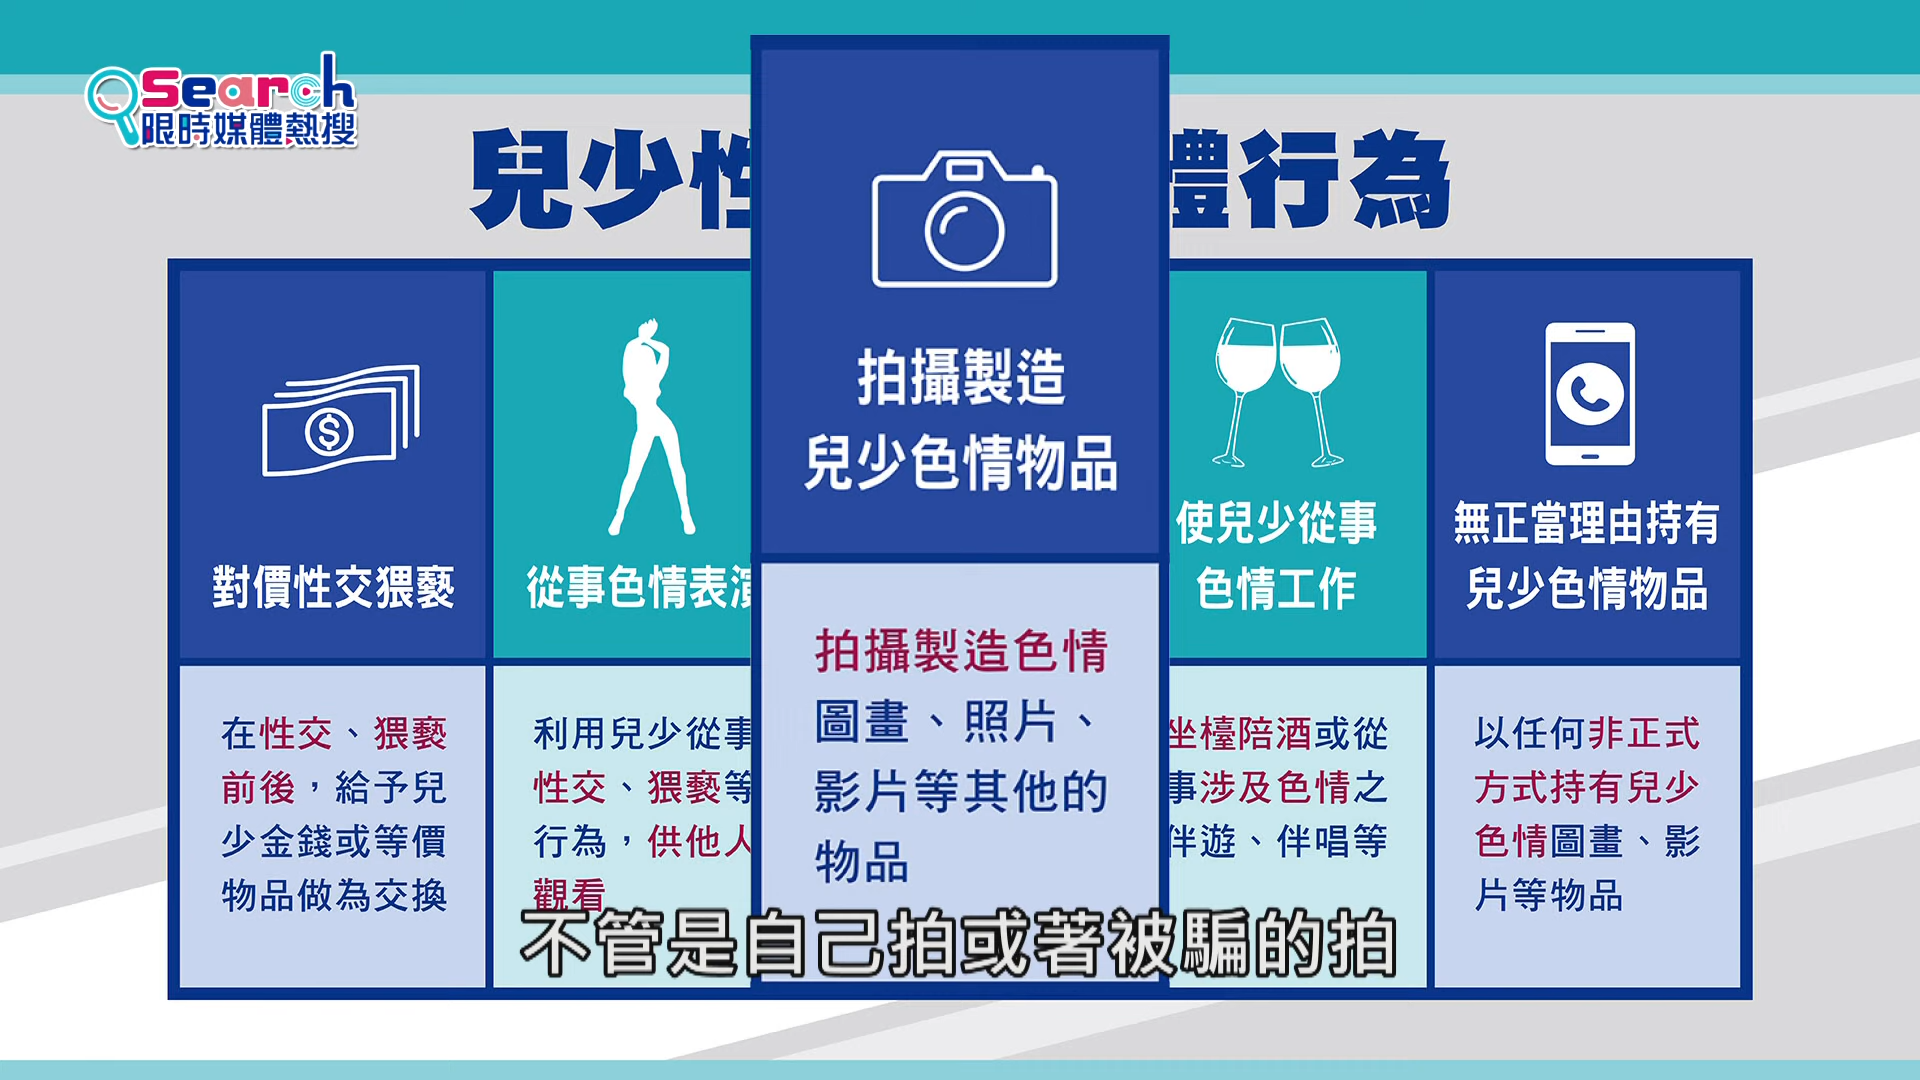 Search
限時媒體熱搜
兒少性
體行為
對價性交猥褻
在性交、猥褻
前後，給予兒
少金錢或等價
物品做為交換
從事色情表演
利用兒少從事
性交、猥褻等
行為，供他人
觀看
拍攝製造
兒少色情物品
拍攝製造色情
圖畫、照片、
影片等其他的
物品
使兒少從事
色情工作
坐檯陪酒或從
事涉及色情之
伴遊、伴唱等
無正當理由持有
兒少色情物品
以任何非正式
方式持有兒少
色情圖畫、影
片等物品
不管是自己拍或著被騙的拍